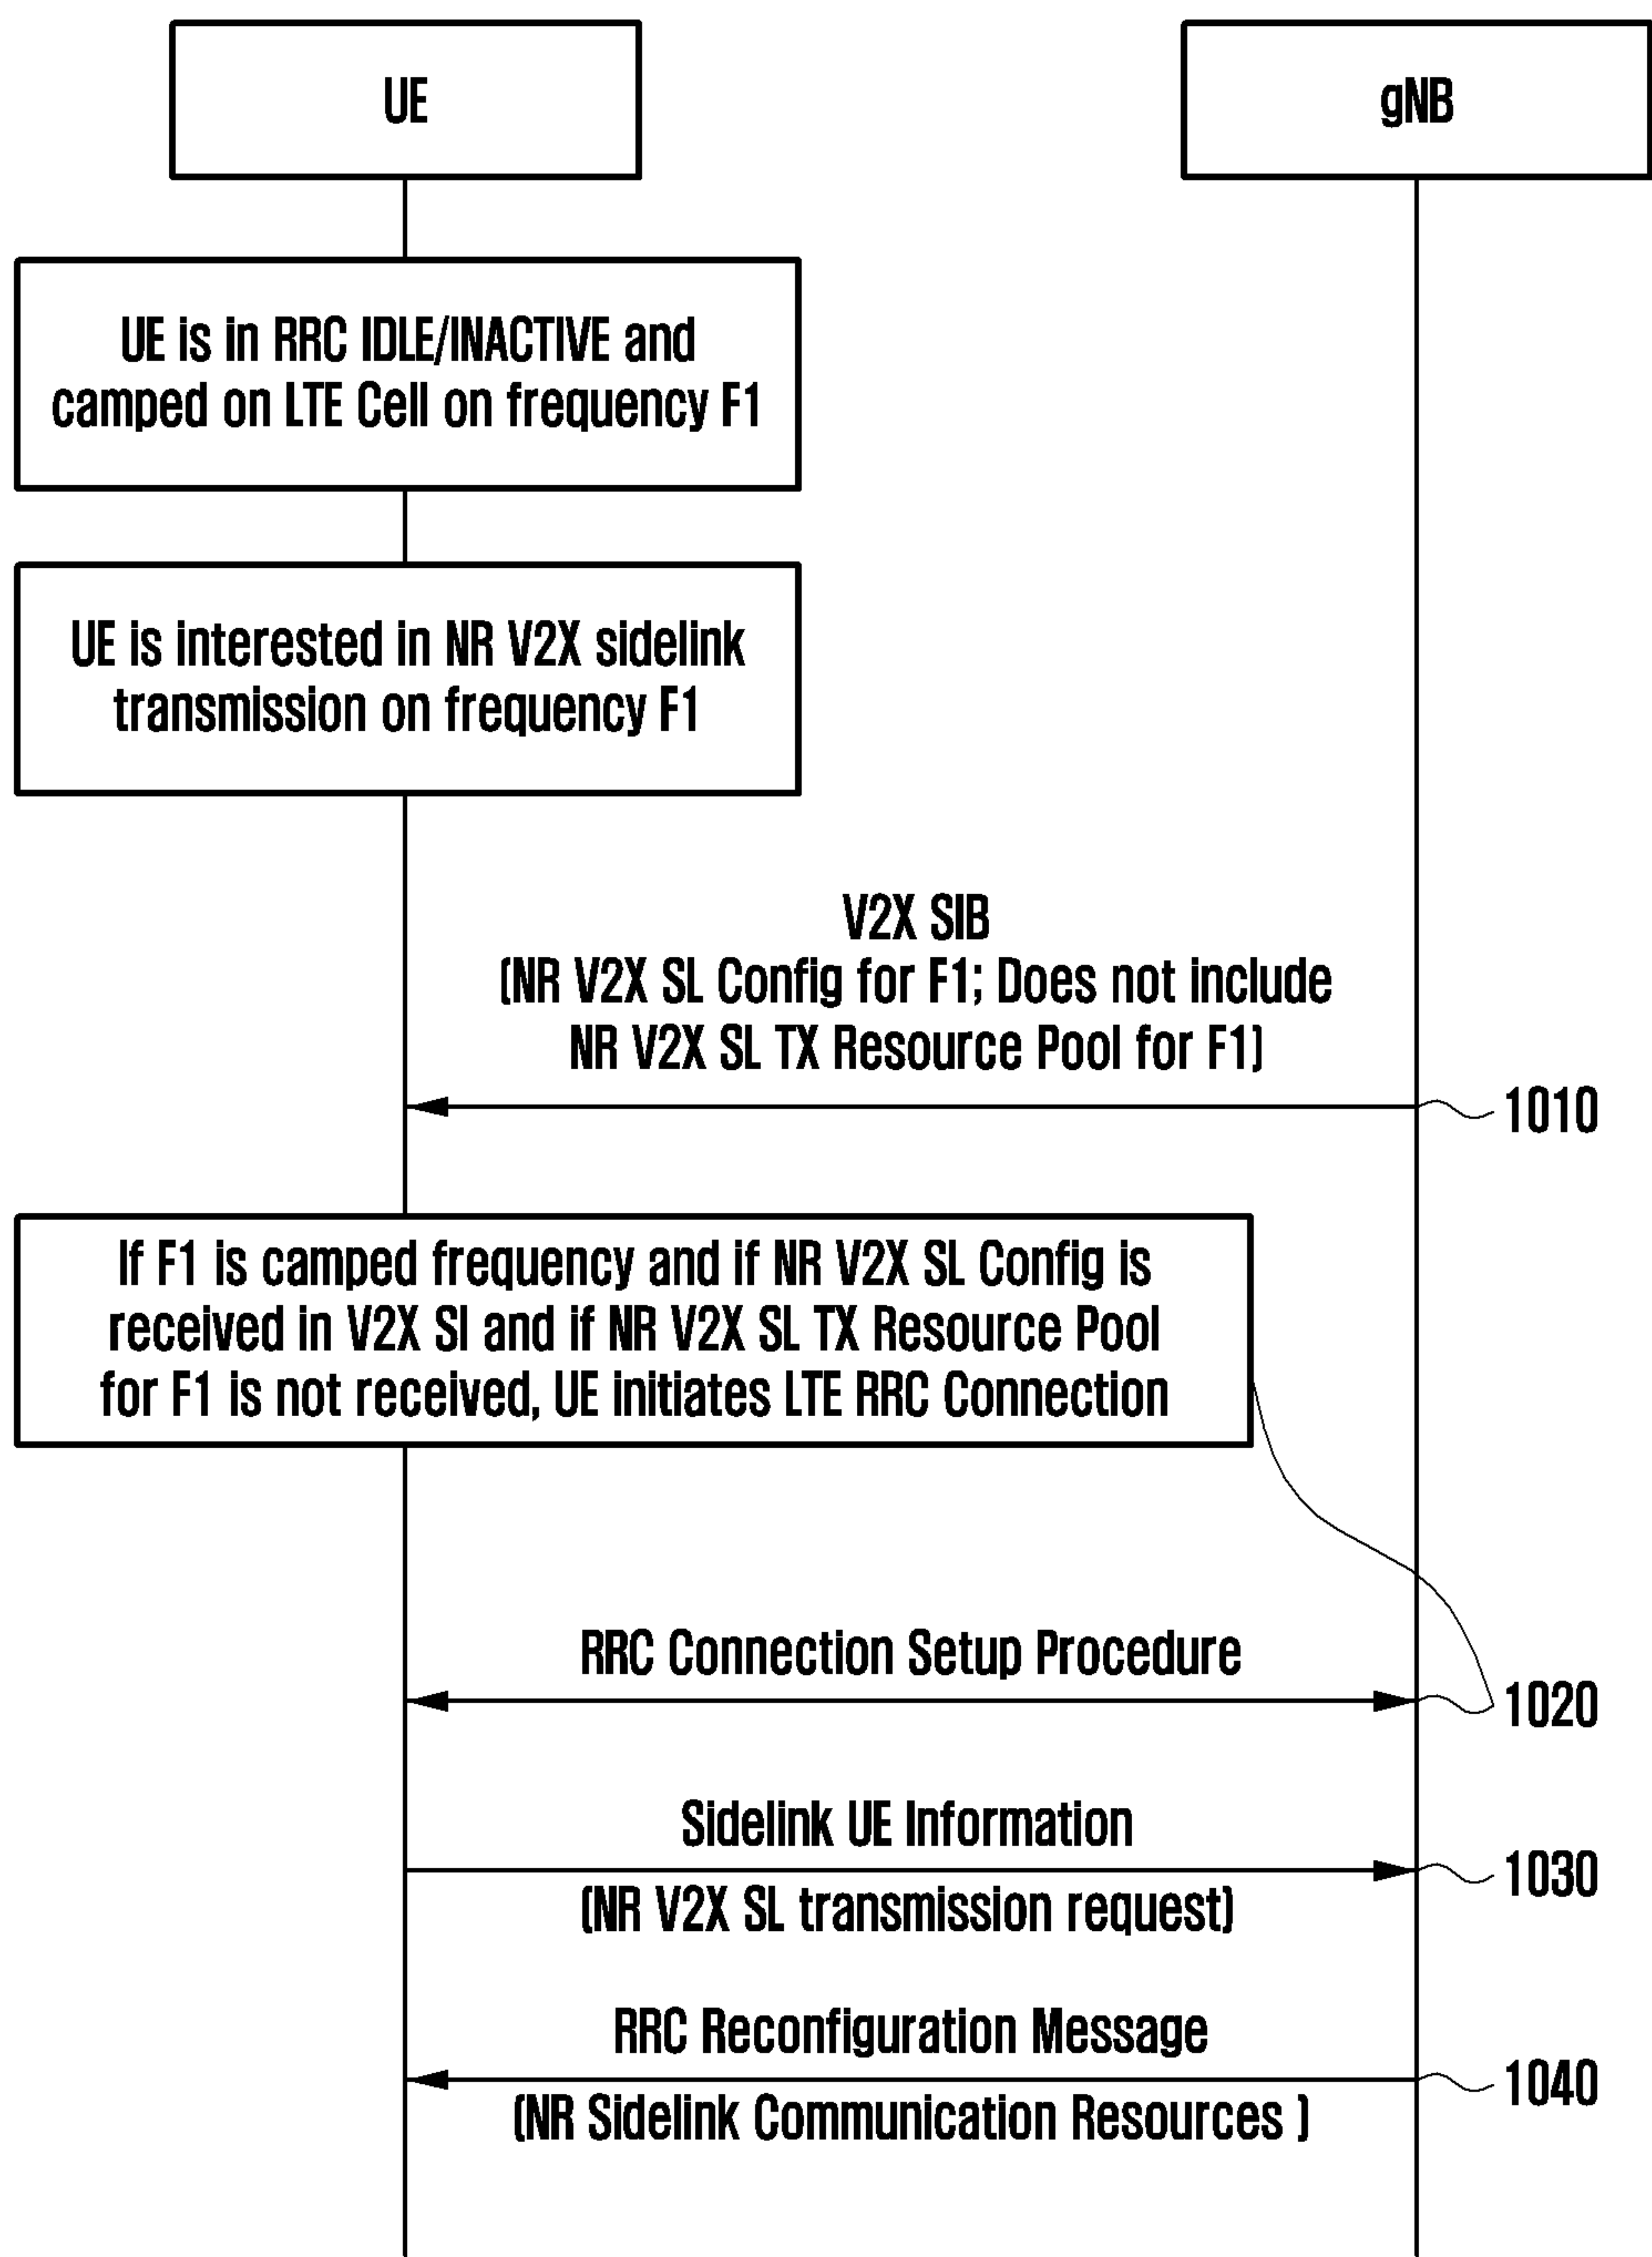 UE
gNB
UE is in RRC IDLE/INACTIVE and
camped on LTE Cell on frequency F1
UE is interested in NR V2X sidelink
transmission on frequency F1
V2X SIB
(NR V2X SL Config for F1; Does not include
NR V2X SL TX Resource Pool for F1)
1010
If F1 is camped frequency and if NR V2X SL Config is
received in V2X SI and if NR V2X SL TX Resource Pool
for F1 is not received, UE initiates LTE RRC Connection
RRC Connection Setup Procedure
1020
Sidelink UE Information
1030
(NR V2X SL transmission request)
RRC Reconfiguration Message
1040
(NR Sidelink Communication Resources )